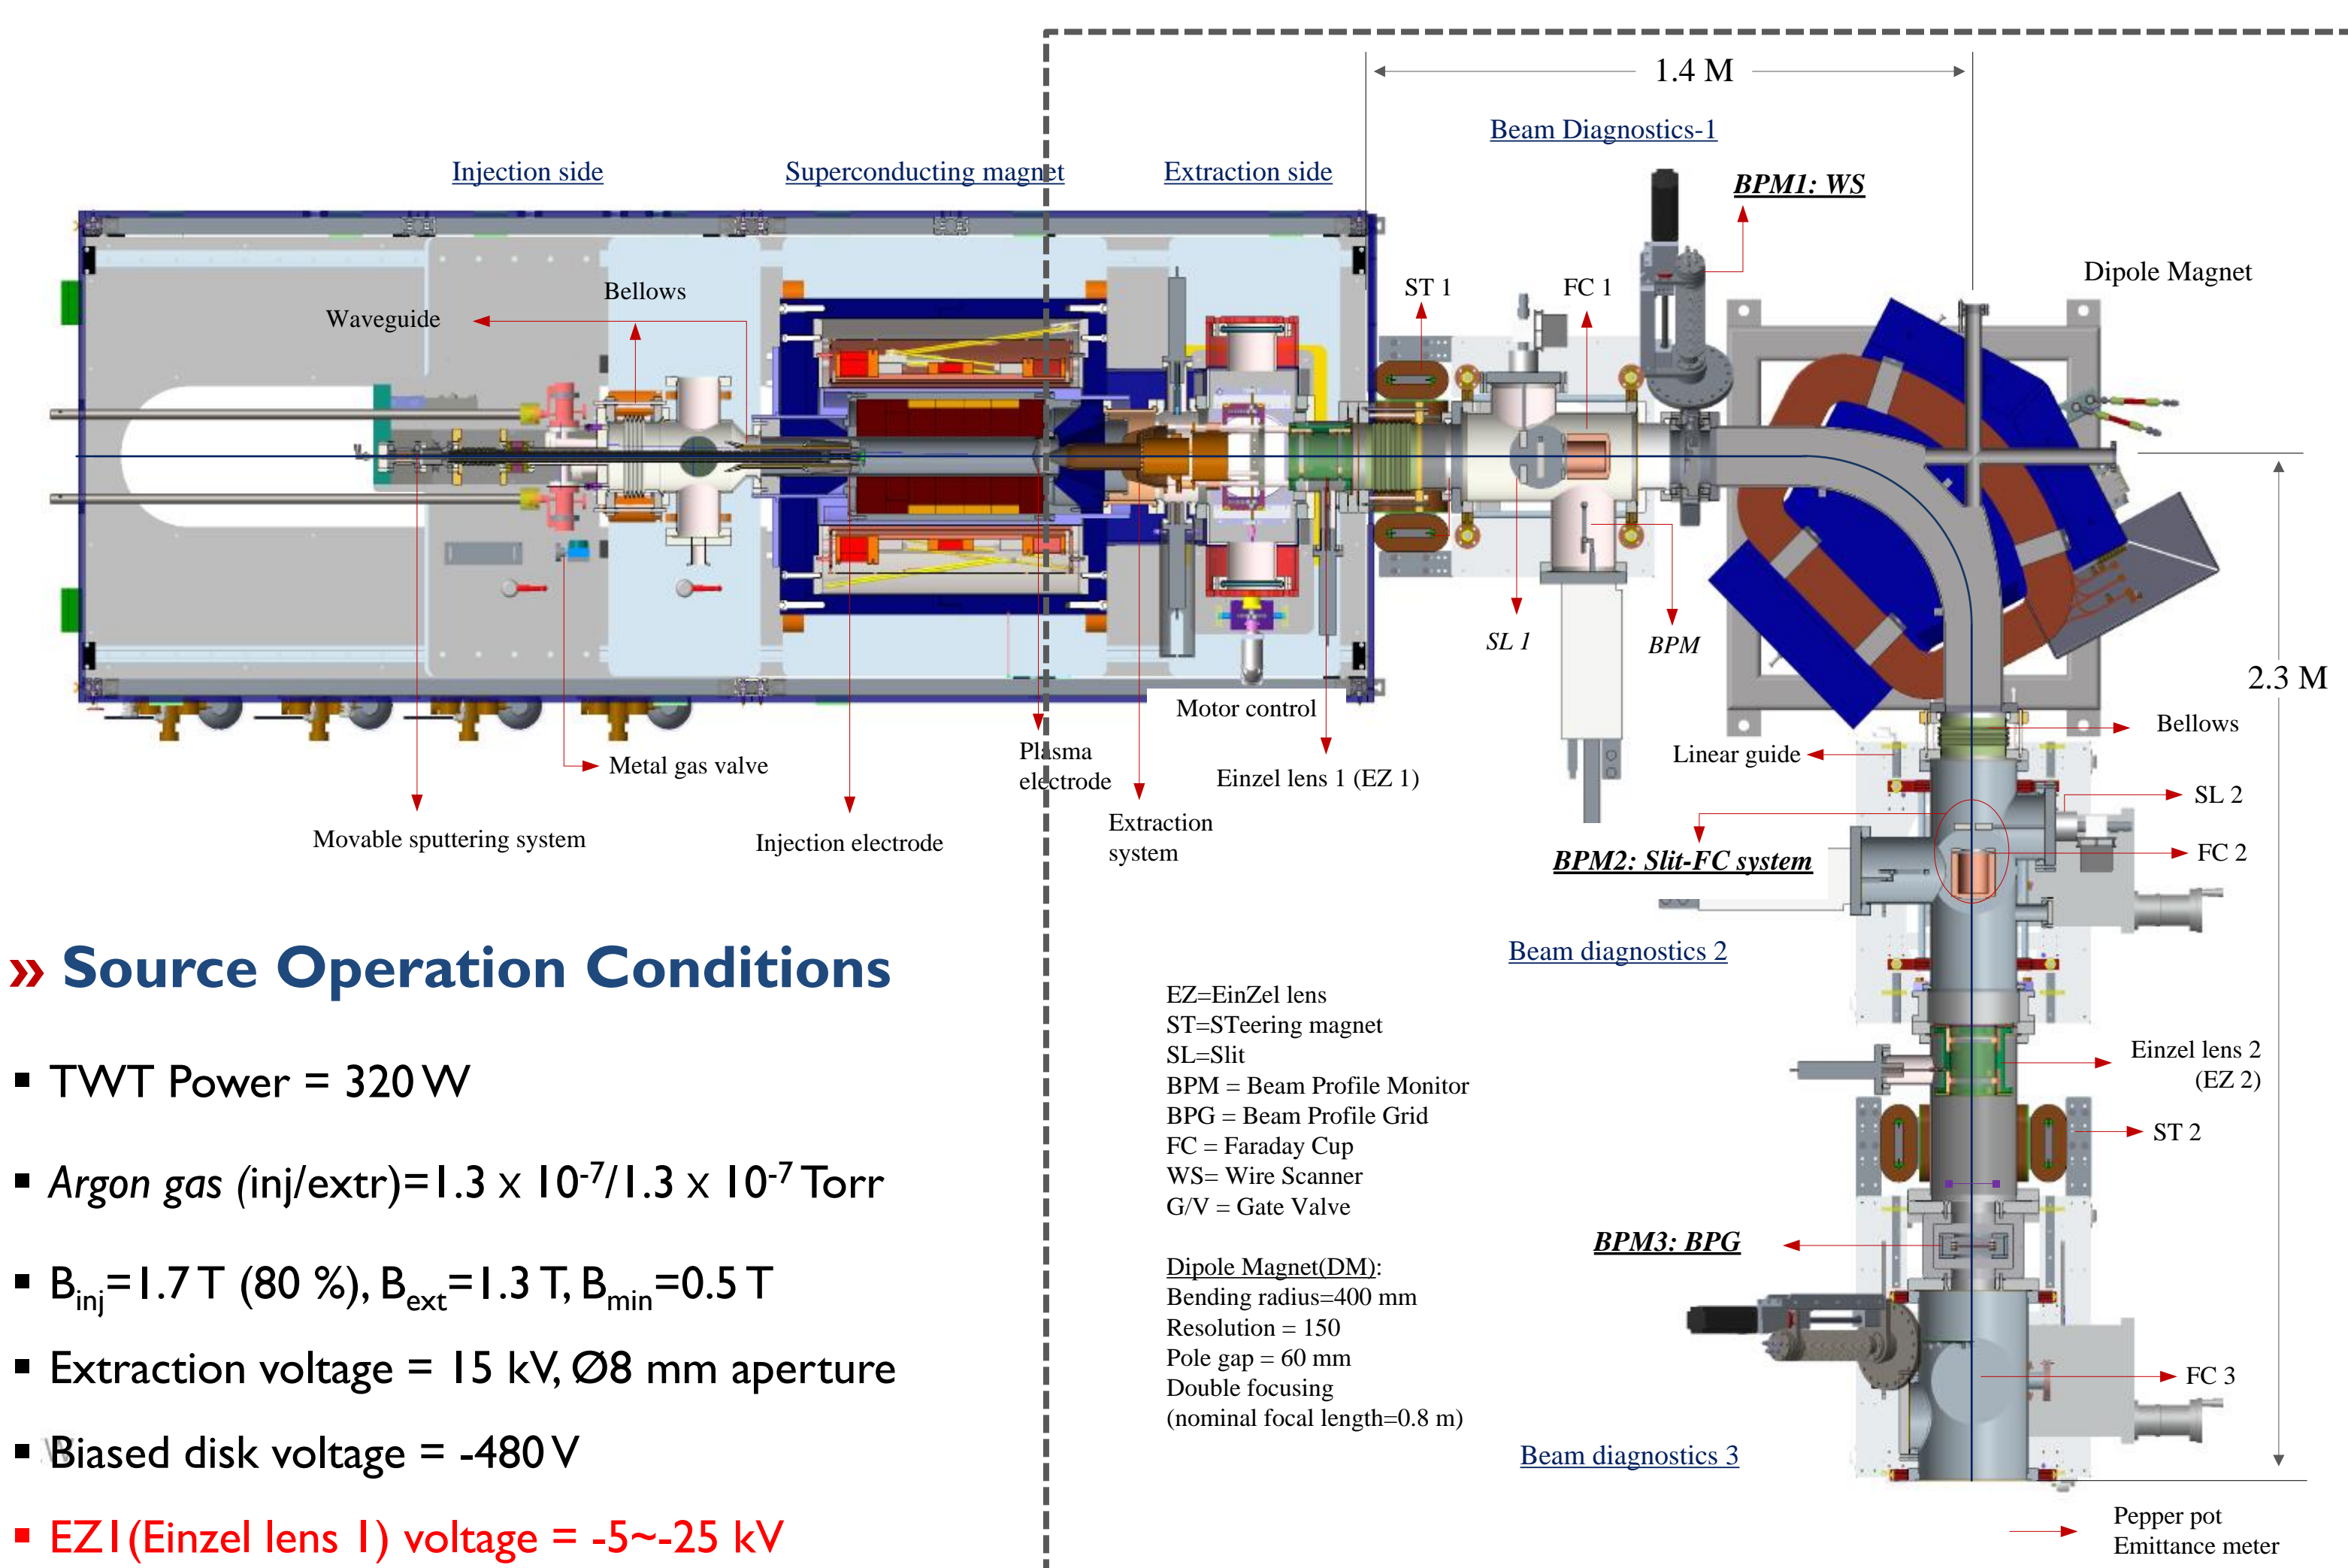 1.4 M
Beam Diagnostics-1
Injection side
Superconducting magnet
Extraction side
BPM1: WS
Dipole Magnet
Bellows
Waveguide
ST 1
FC 1
SL 1
BPM
2.3 M
Motor control
Bellows
Linear guide
Metal gas valve
Plasma
electrode
Einzel lens 1 (EZ 1)
SL 2
Movable sputtering system
Injection electrode
Extraction
system
BPM2: Slit-FC system
FC 2
Beam diagnostics 2
» Source Operation Conditions
▪ TWT Power = 320 W
▪ Argon gas (inj/extr)=1.3 x 10-7/1.3 x 10-7 Torr
▪ Binj=1.7 T (80 %), Bext=1.3 T, Bmin=0.5 T
▪ Extraction voltage = 15 kV, Ø8 mm aperture
▪ Biased disk voltage = -480 V
▪ EZ1(Einzel lens 1) voltage = -5~-25 kV
EZ=EinZel lens
ST=STeering magnet
SL=Slit
BPM = Beam Profile Monitor
BPG = Beam Profile Grid
FC = Faraday Cup
WS= Wire Scanner
G/V = Gate Valve
Dipole Magnet(DM):
Bending radius=400 mm
Resolution = 150
Pole gap = 60 mm
Double focusing
(nominal focal length=0.8 m)
Einzel lens 2
(EZ 2)
ST 2
BPM3: BPG
FC 3
Beam diagnostics 3
Pepper pot
Emittance meter